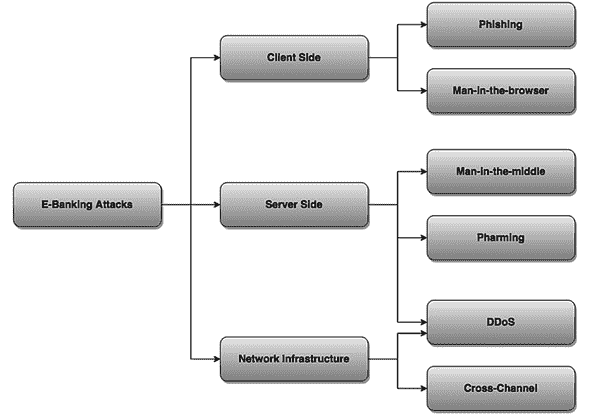 Phishing
Client Side
Man-in-the-browser
Man-in-the-middle
E-Banking Attacks
Server Side
Pharming
DDoS
Network Infrastructure
Cross-Channel